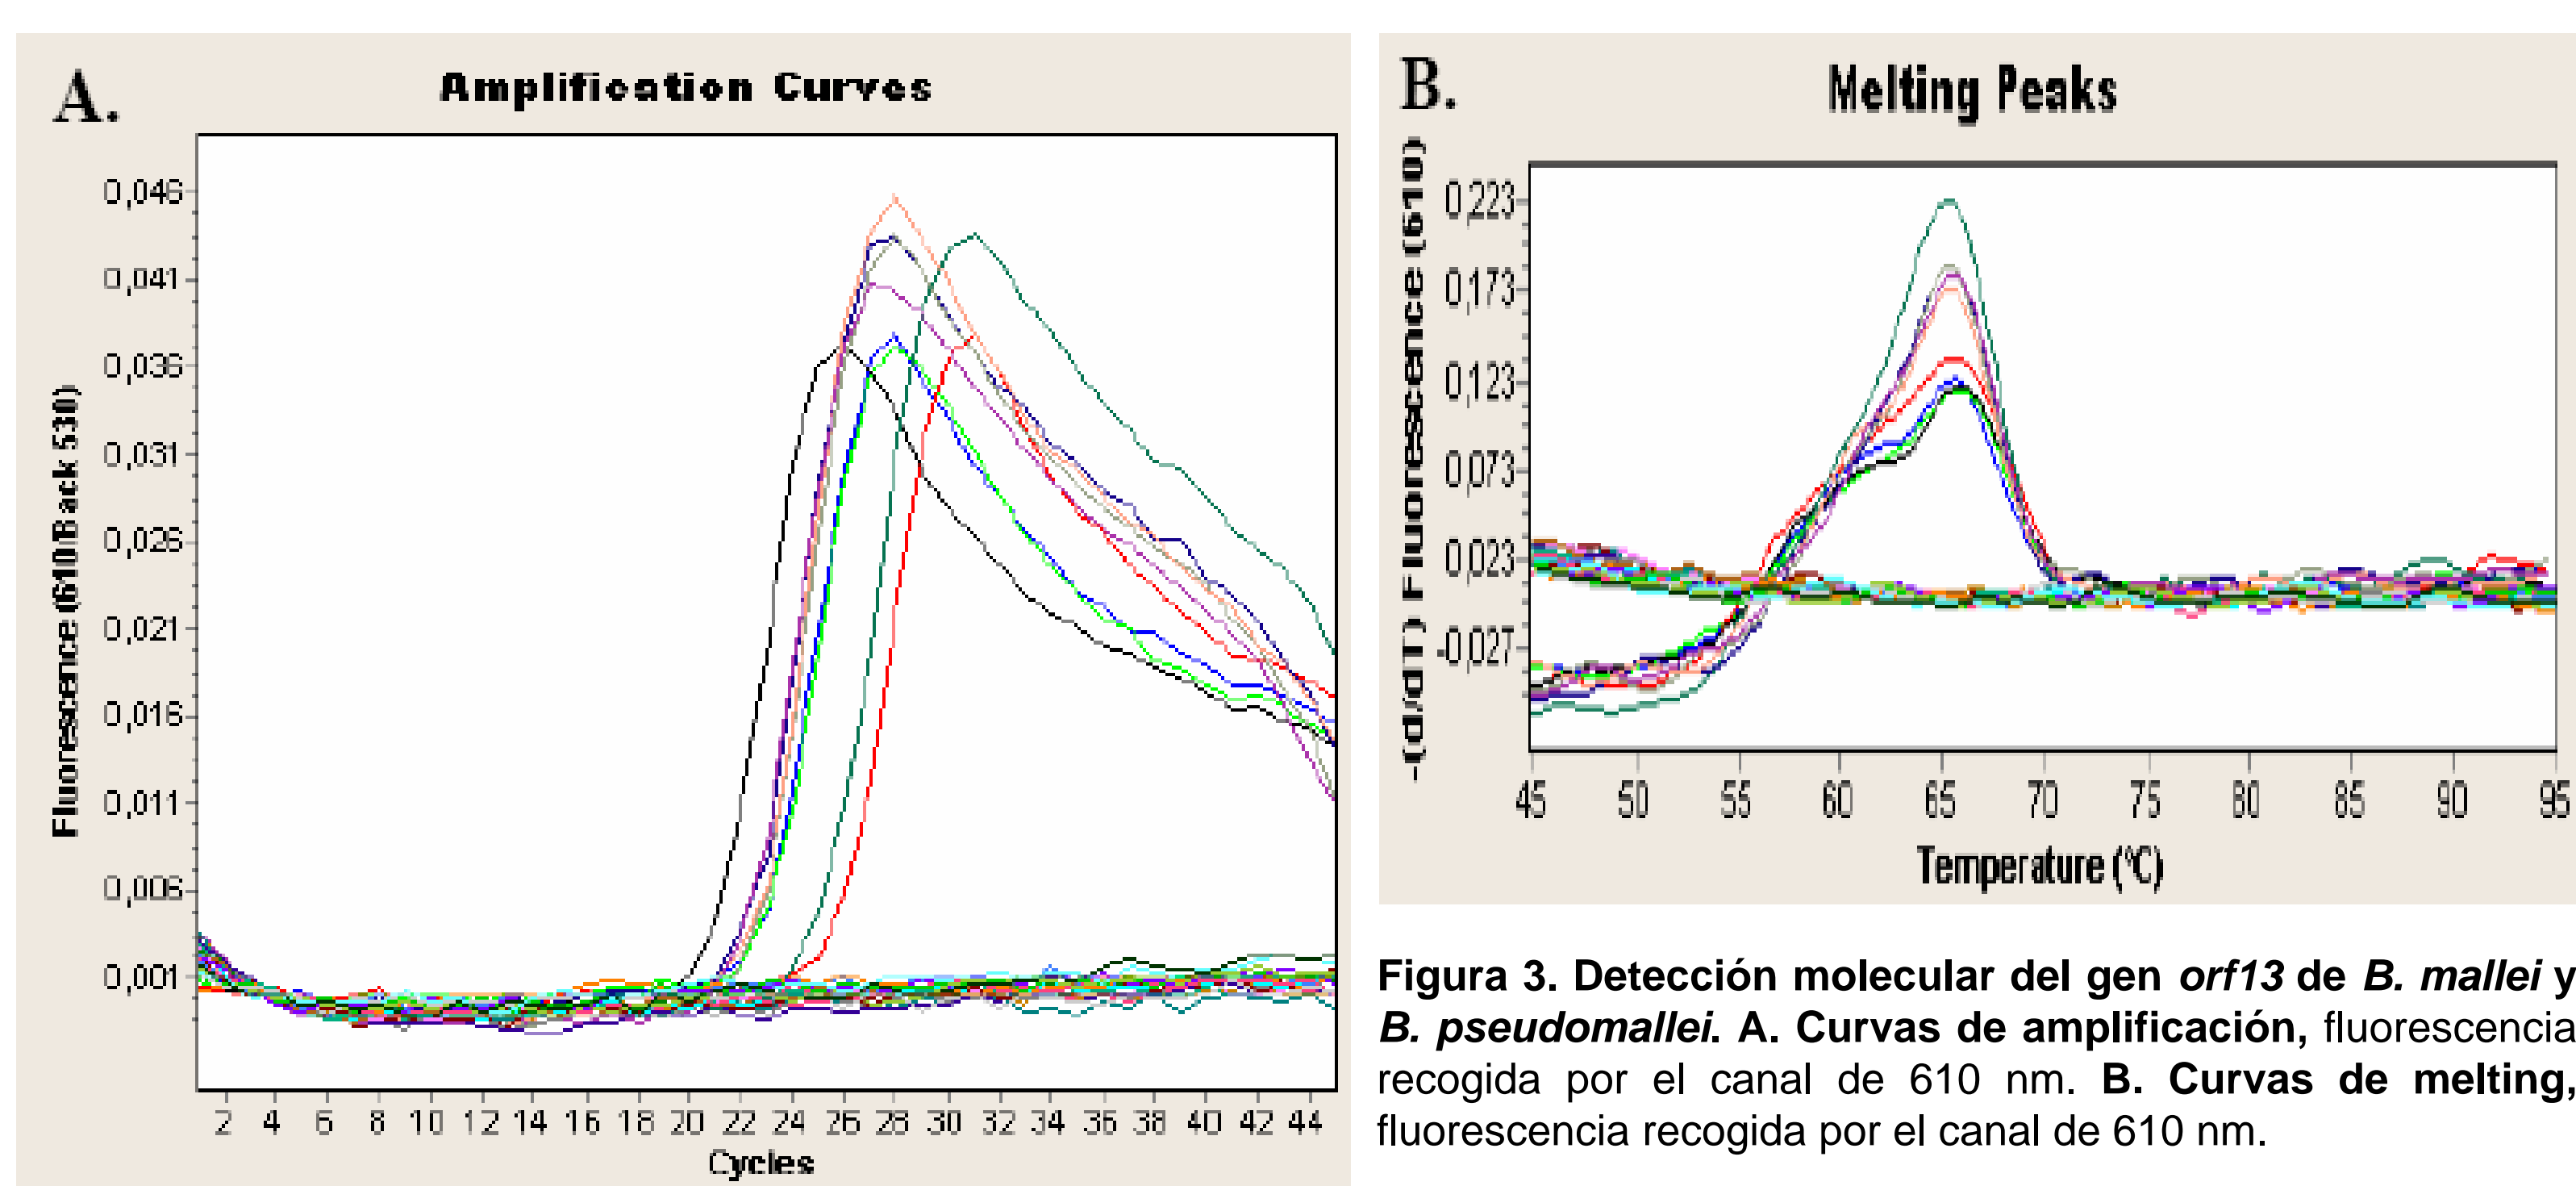 A.
Amplification Curves
Fluorescence (610/Back 530)
0,046
0,041
0,036
0,031
0,026
0,021
0,016
0,011
0,006
0,001
2 4 6 8 10 12 14 16 18 20 22 24 26 28 30 32 34 36 38 40 42 44
Cycles
B.
Melting Peaks
-(d/dT) Fluorescence (610)
0,223
0,173
0,123
0,073
0,023
-0,027
45 50 55 60 65 70 75 80 85 90 95
Temperature (°C)
Figura 3. Detección molecular del gen orf13 de B. mallei y
B. pseudomallei. A. Curvas de amplificación, fluorescencia
recogida por el canal de 610 nm. B. Curvas de melting,
fluorescencia recogida por el canal de 610 nm.